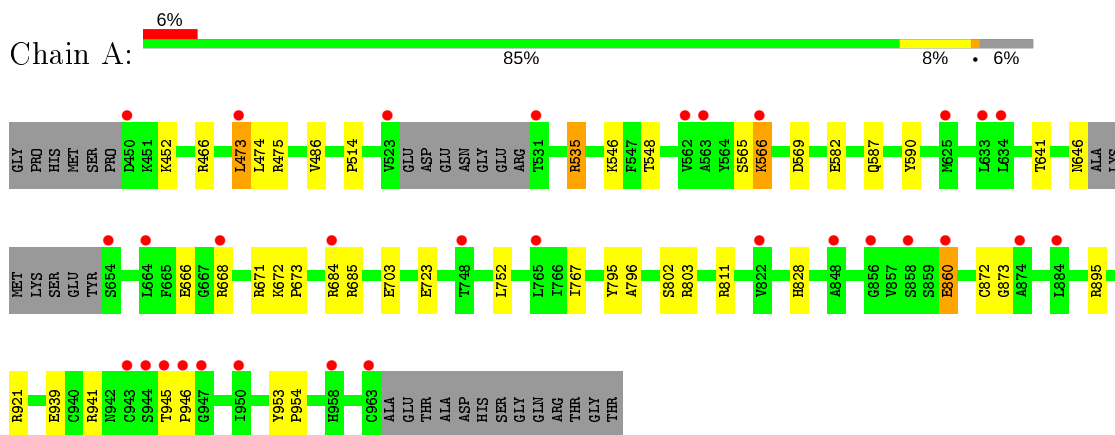 6%
Chain A:
85% 8% • 6%
GLY PRO HIS MET SER PRO D450 K451 K452 R466 L473 L474 R475 V486 P514 V523 GLU ASP GLU ASN GLY GLU ARG T531 R535 K546 F547 T548 V562 A563 Y564 S565 K566 D569 E582 Q587 Y590 M625 L633 L634 T641 N646 ALA LYS
MET LYS SER GLU TYR S654 L664 F665 E666 G667 R668 R671 K672 P673 R684 R685 E703 E723 T748 L752 L765 I766 I767 Y795 A796 S802 R803 R811 V822 H828 A848 G856 V857 S858 S859 E860 C872 G873 A874 L884 R895
R921 E939 C940 R941 N942 C943 S944 T945 P946 G947 I950 Y953 P954 H958 C963 ALA GLU THR ALA ASP HIS SER GLY GLN ARG THR GLY THR